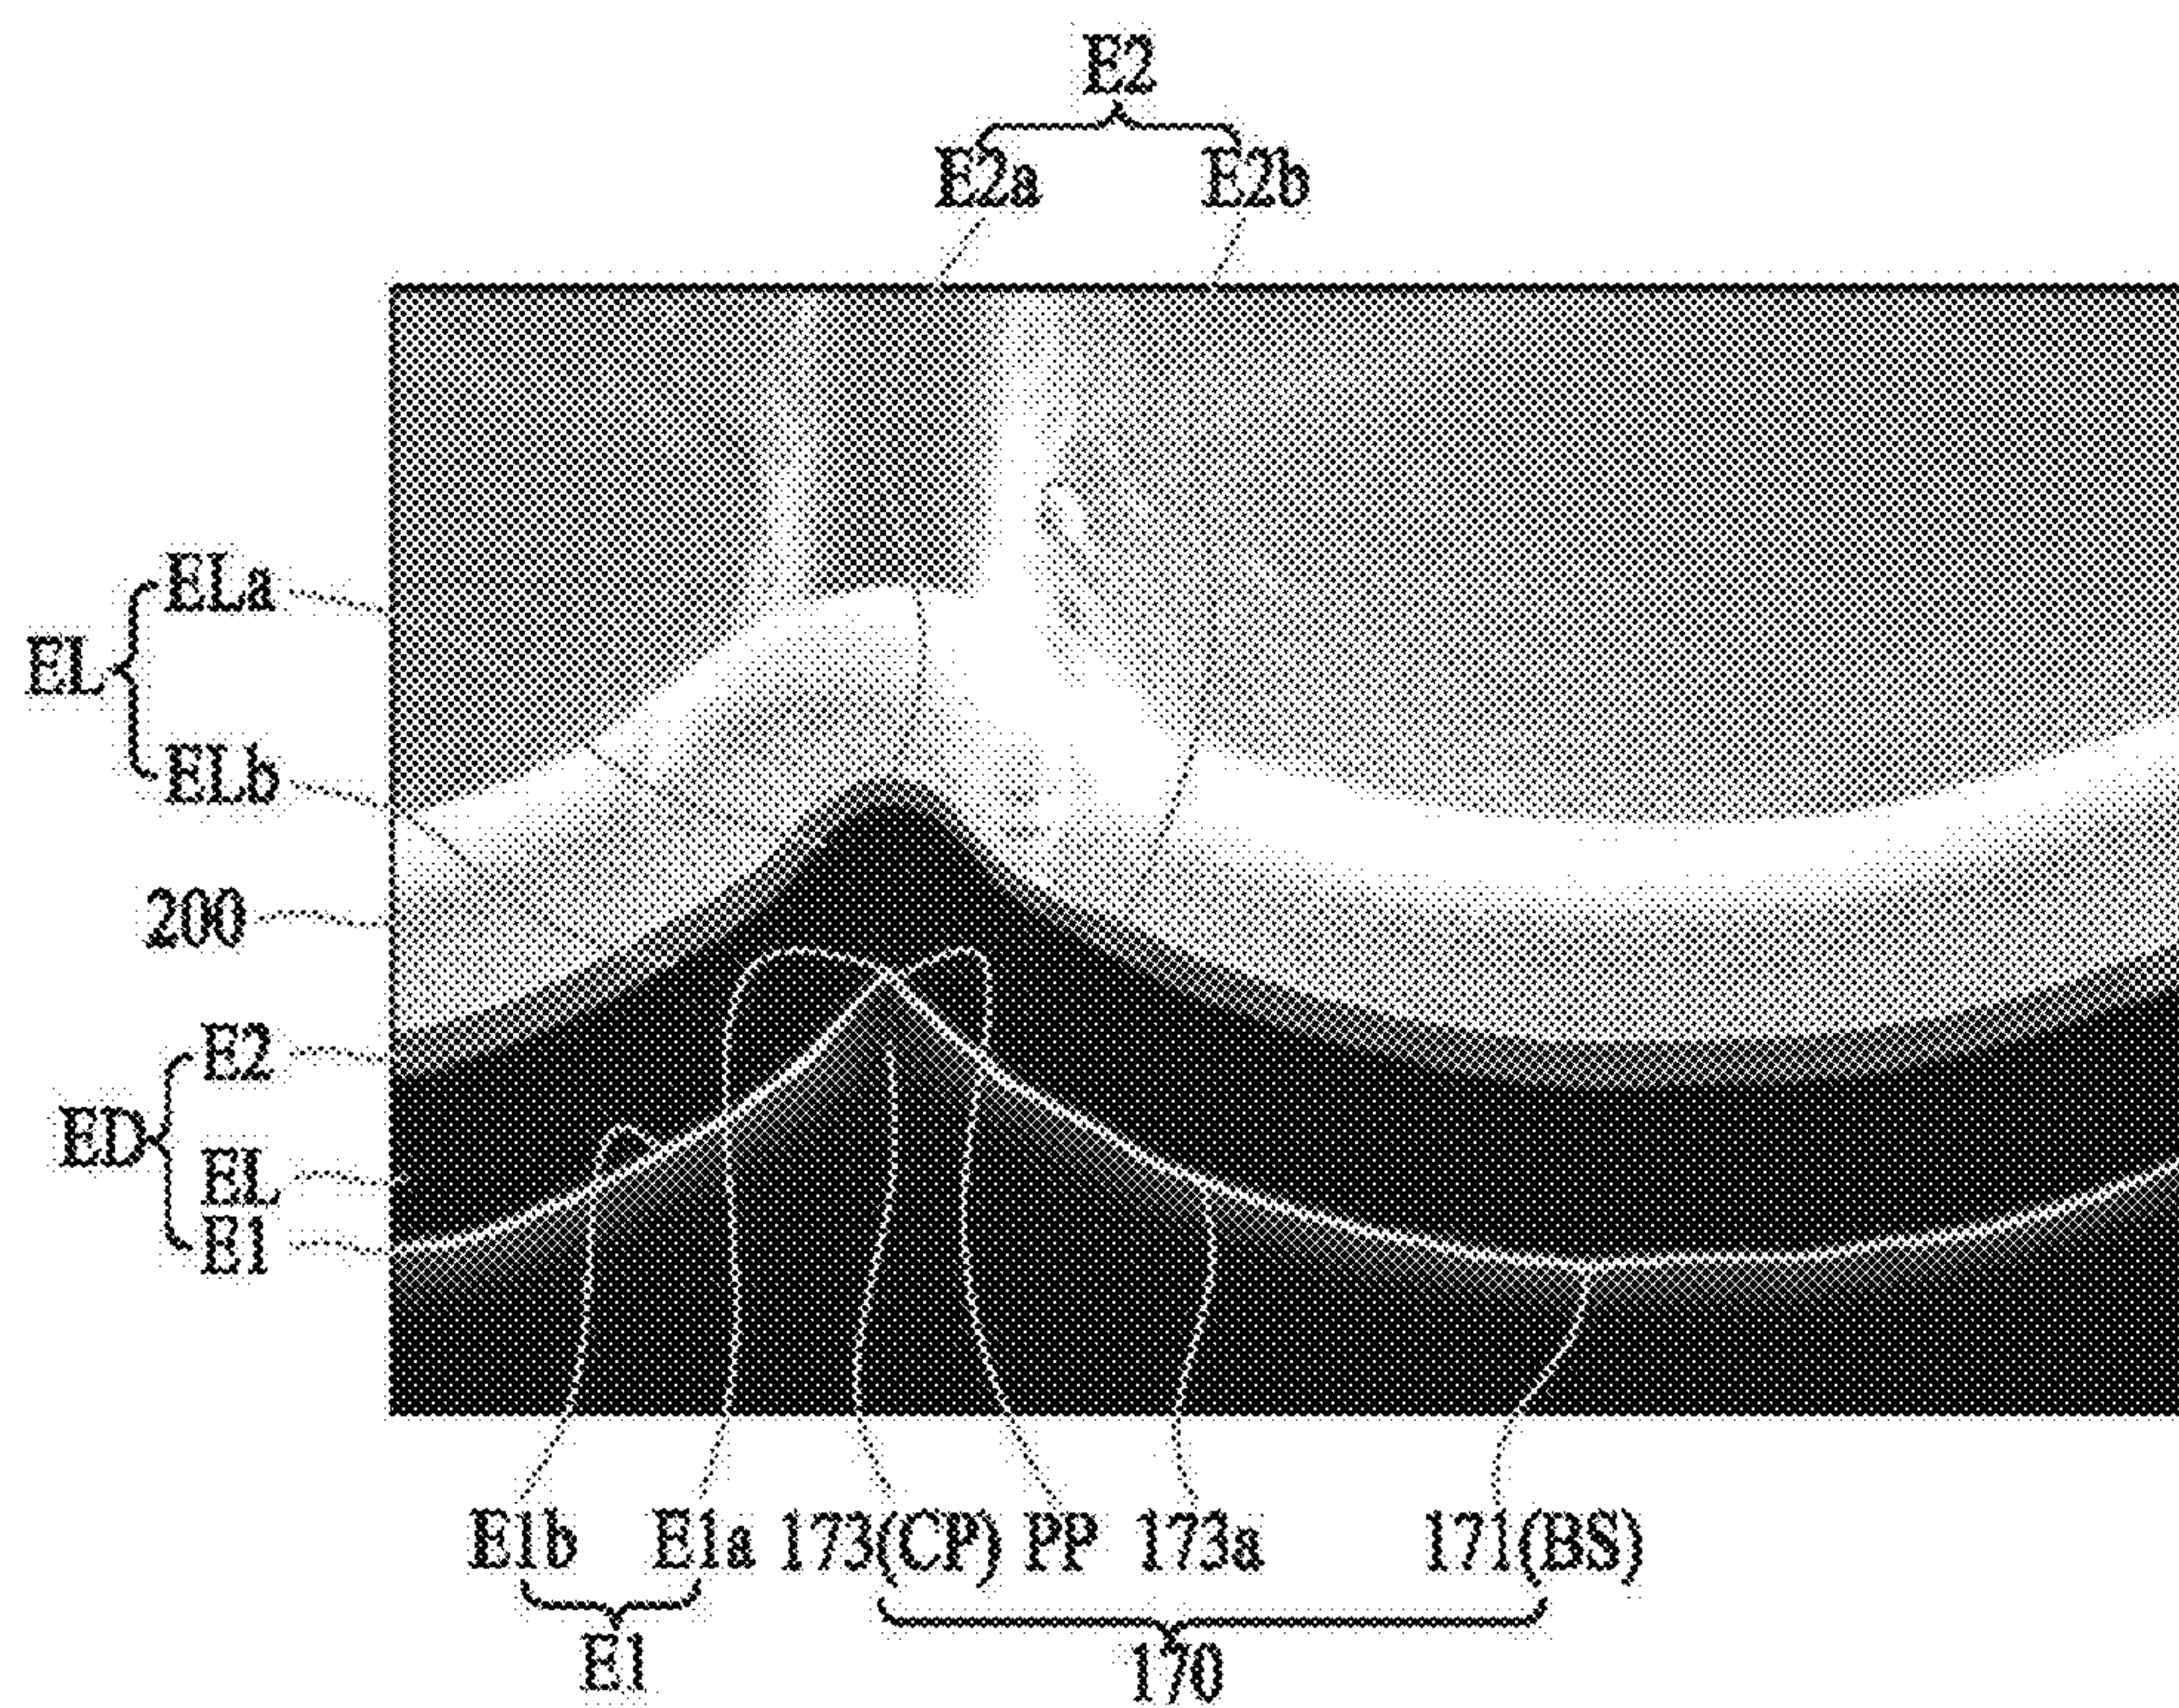 E2
E2a E2b
ELa
EL
ELb
200
E2
ED
EL
E1
E1b E1a 173(CP) PP 173a 171(BS)
E1 170